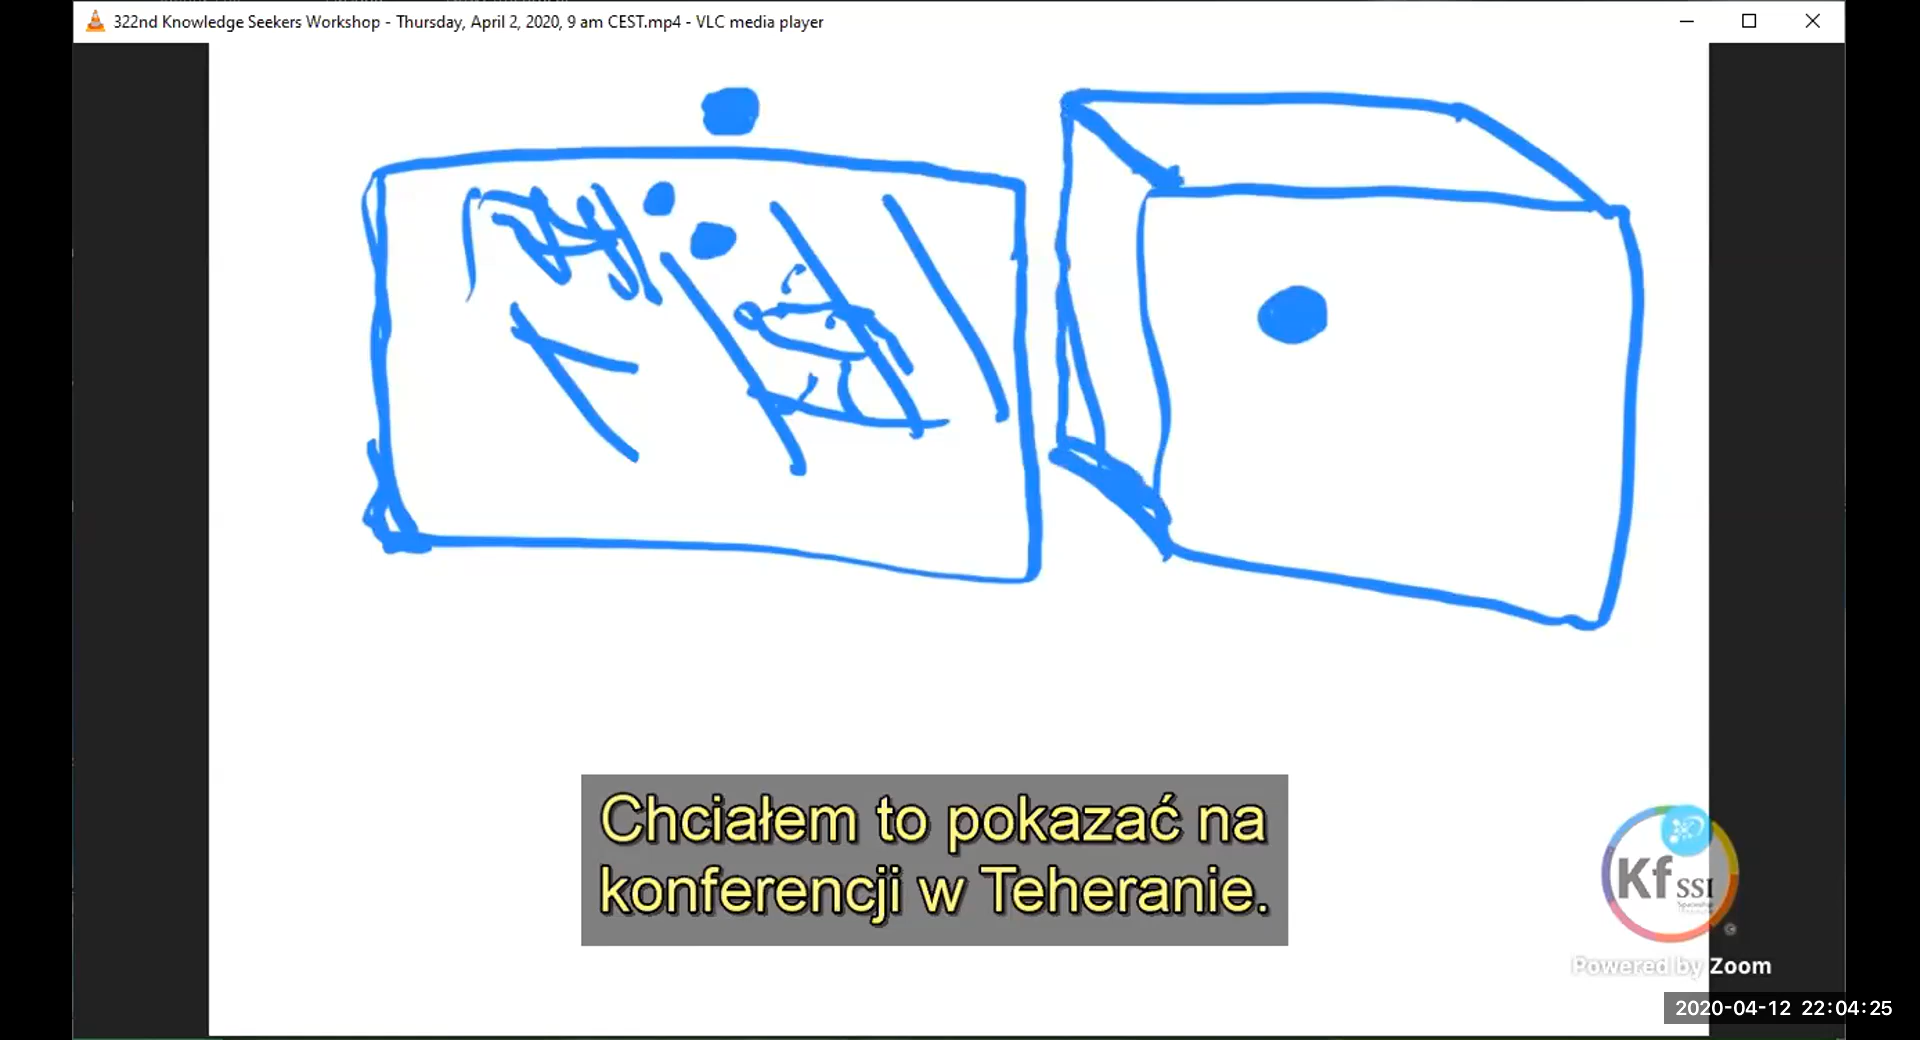 322nd Knowledge Seekers Workshop - Thursday, April 2, 2020, 9 am CEST.mp4 - VLC media player
Chciałem to pokazać na
konferencji w Teheranie.
Kf SSI
Powered by Zoom
2020-04-12 22:04:25